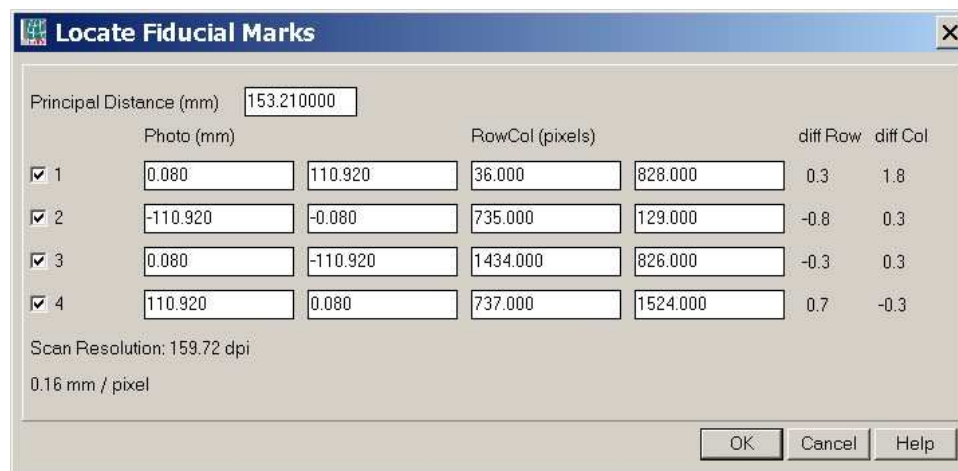 Locate Fiducial Marks
Principal Distance (mm) 153.210000
Photo (mm) RowCol (pixels) diff Row diff Col
1 0.080 110.920 36.000 828.000 0.3 1.8
2 -110.920 -0.080 735.000 129.000 -0.8 0.3
3 0.080 -110.920 1434.000 826.000 -0.3 0.3
4 110.920 0.080 737.000 1524.000 0.7 -0.3
Scan Resolution: 159.72 dpi
0.16 mm / pixel
OK Cancel Help